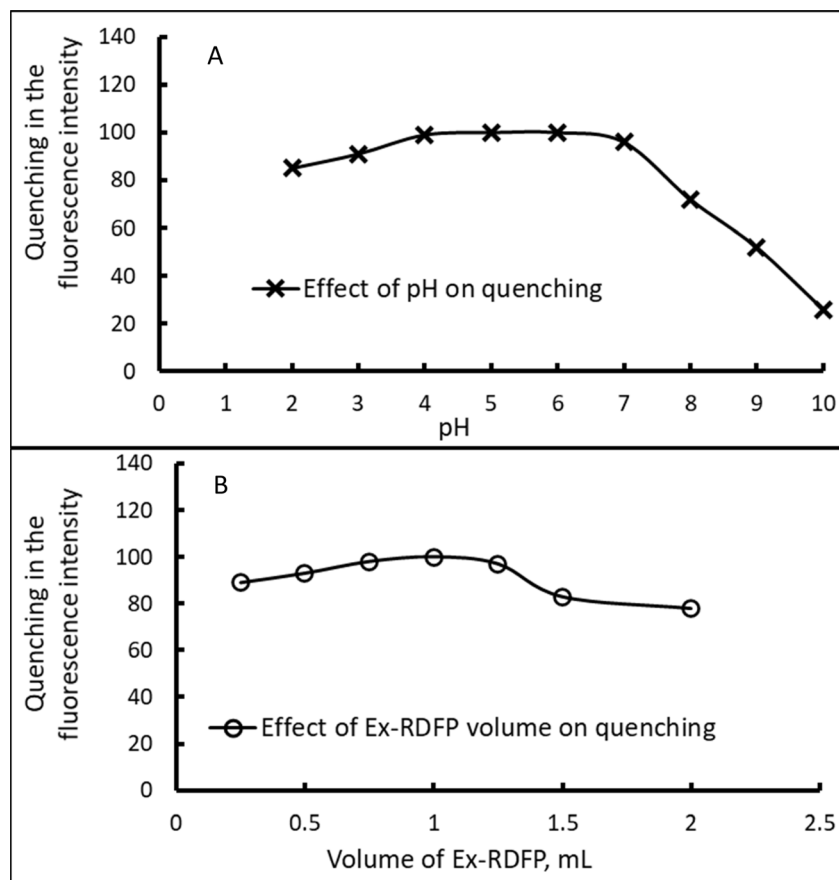 A
Quenching in the
fluorescence intensity
140
120
100
80
60
40
20
0
Effect of pH on quenching
0 1 2 3 4 5 6 7 8 9 10
pH
B
Quenching in the
fluorescence intensity
140
120
100
80
60
40
20
0
Effect of Ex-RDFP volume on quenching
0 0.5 1 1.5 2 2.5
Volume of Ex-RDFP, mL